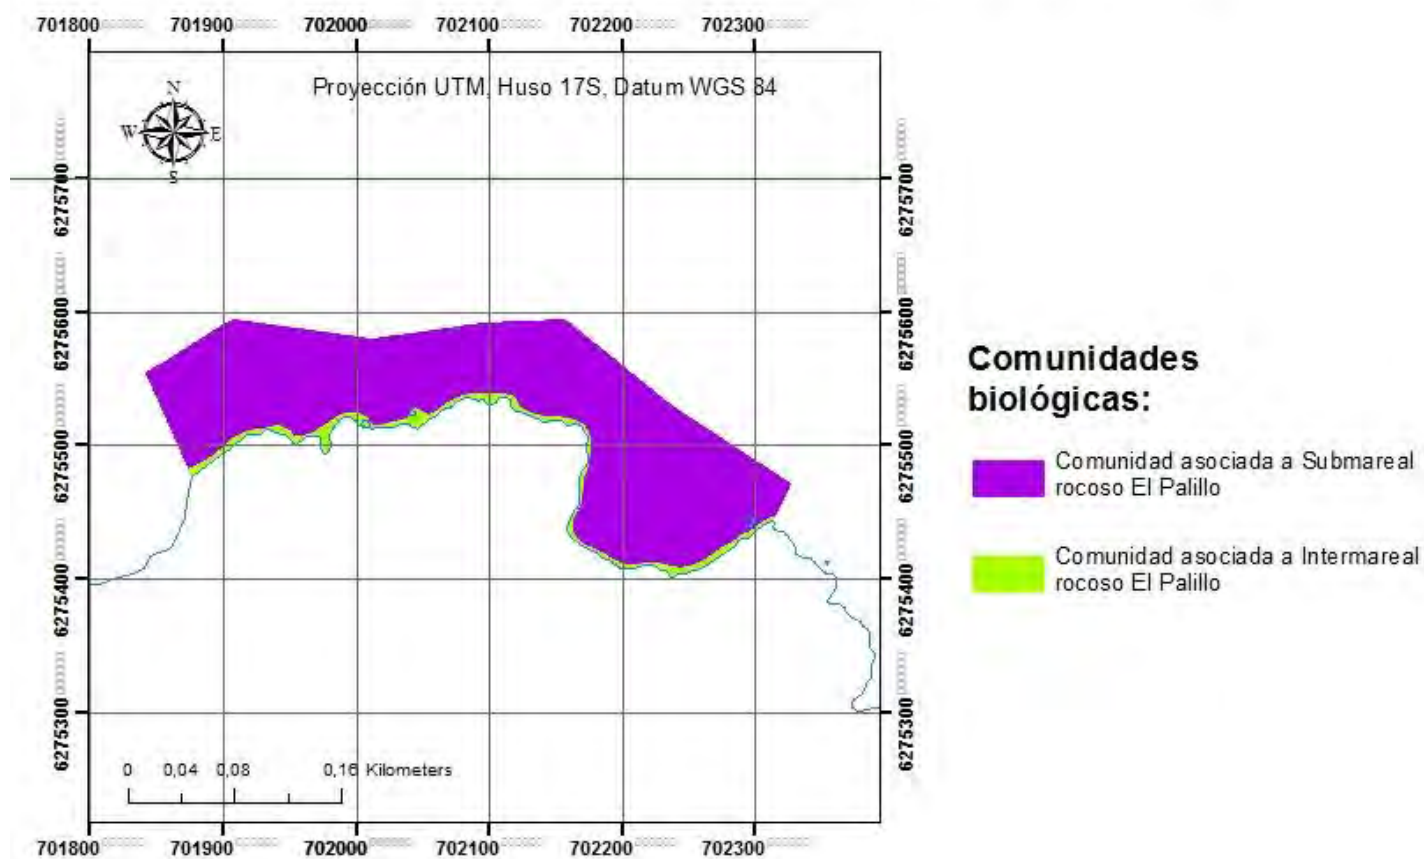 701800 701900 702000 702100 702200 702300
Proyección UTM, Huso 17S, Datum WGS 84
N
W E
S
6275700 6275700
6275600 6275600
6275500 6275500
6275400 6275400
6275300 6275300
0 0,04 0,08 0,16 Kilometers
701800 701900 702000 702100 702200 702300
Comunidades
biológicas:
Comunidad asociada a Submareal
rocoso El Palillo
Comunidad asociada a Intermareal
rocoso El Palillo